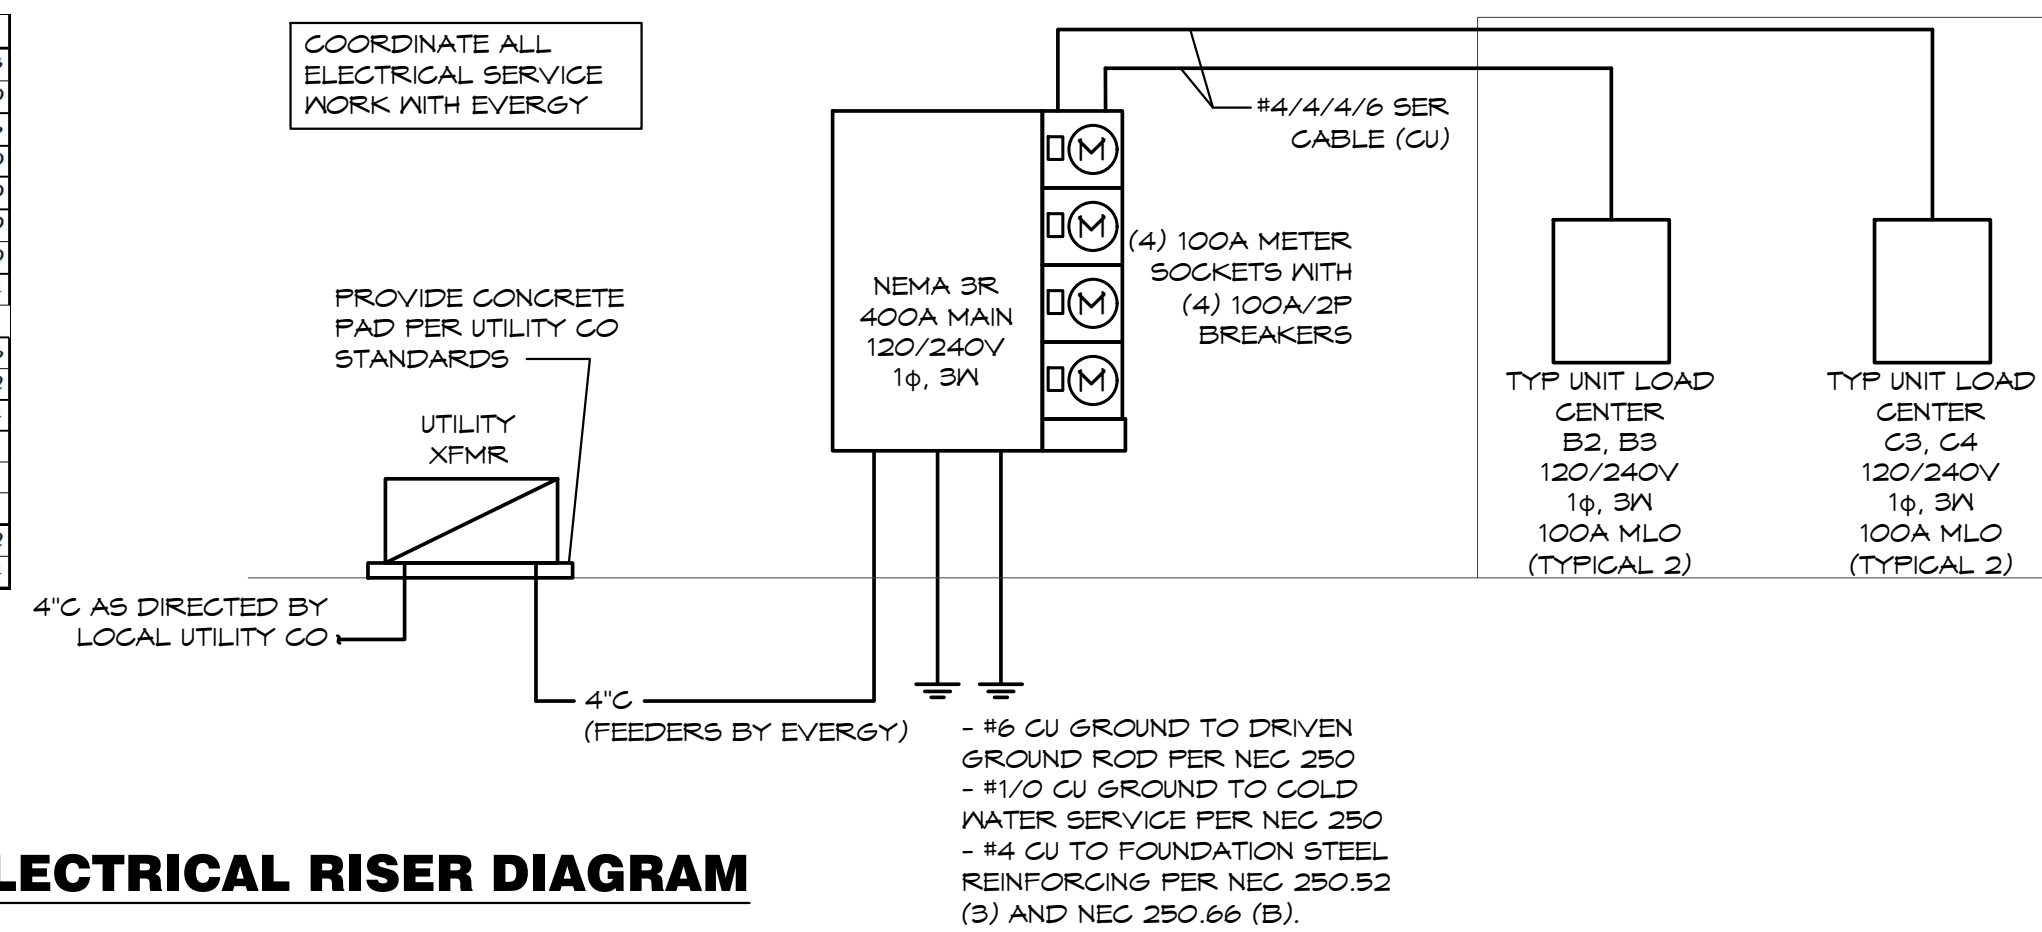 COORDINATE ALL
ELECTRICAL SERVICE
WORK WITH EVERGY
#4/4/4/6 SER
CABLE (CU)
M
M
M
M
(4) 100A METER
SOCKETS WITH
(4) 100A/2P
BREAKERS
NEMA 3R
400A MAIN
120/240V
1φ, 3W
PROVIDE CONCRETE
PAD PER UTILITY CO
STANDARDS
UTILITY
XFMR
TYP UNIT LOAD
CENTER
B2, B3
120/240V
1φ, 3W
100A MLO
(TYPICAL 2)
TYP UNIT LOAD
CENTER
C3, C4
120/240V
1φ, 3W
100A MLO
(TYPICAL 2)
4"C AS DIRECTED BY
LOCAL UTILITY CO
4"C
(FEEDERS BY EVERGY)
- #6 CU GROUND TO DRIVEN
GROUND ROD PER NEC 250
- #1/0 CU GROUND TO COLD
WATER SERVICE PER NEC 250
- #4 CU TO FOUNDATION STEEL
REINFORCING PER NEC 250.52
(3) AND NEC 250.66 (B).
LECTRICAL RISER DIAGRAM